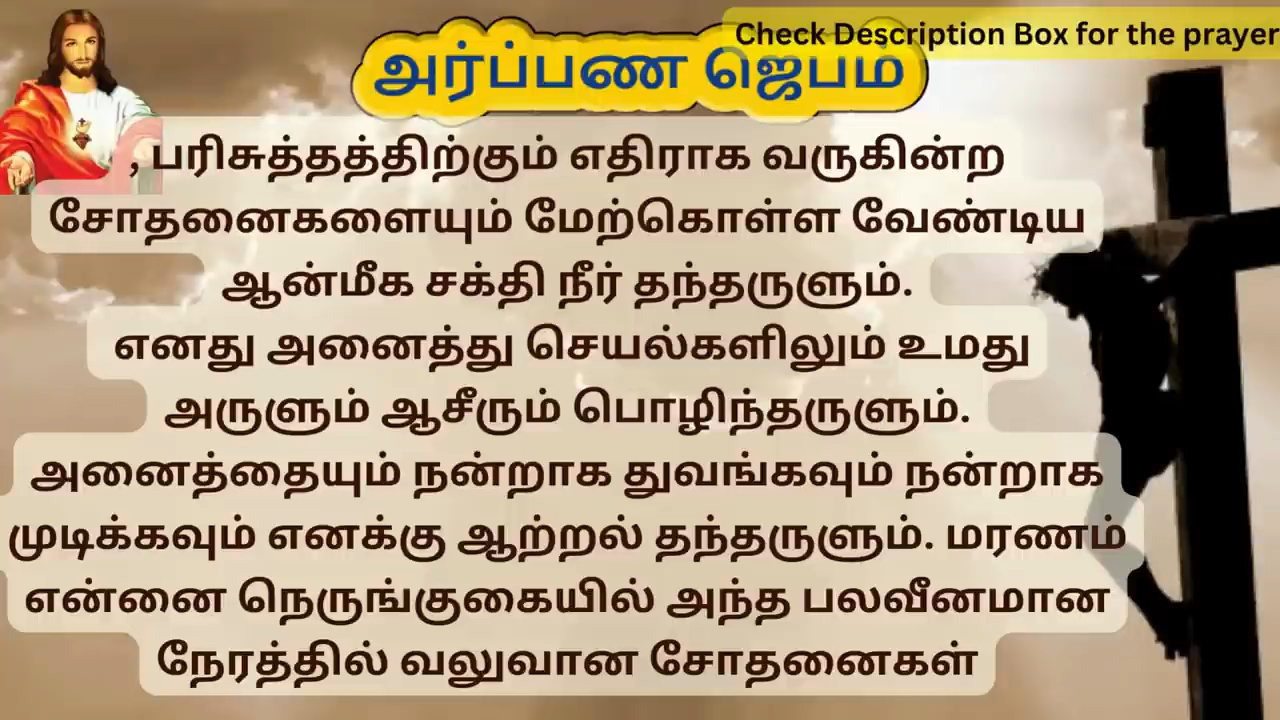 Check Description Box for the prayer
அர்ப்பண ஜெபம்
, பரிசுத்தத்திற்கும் எதிராக வருகின்ற
சோதனைகளையும் மேற்கொள்ள வேண்டிய
ஆன்மீக சக்தி நீர் தந்தருளும்.
எனது அனைத்து செயல்களிலும் உமது
அருளும் ஆசீரும் பொழிந்தருளும்.
அனைத்தையும் நன்றாக துவங்கவும் நன்றாக
முடிக்கவும் எனக்கு ஆற்றல் தந்தருளும். மரணம்
என்னை நெருங்குகையில் அந்த பலவீனமான
நேரத்தில் வலுவான சோதனைகள்